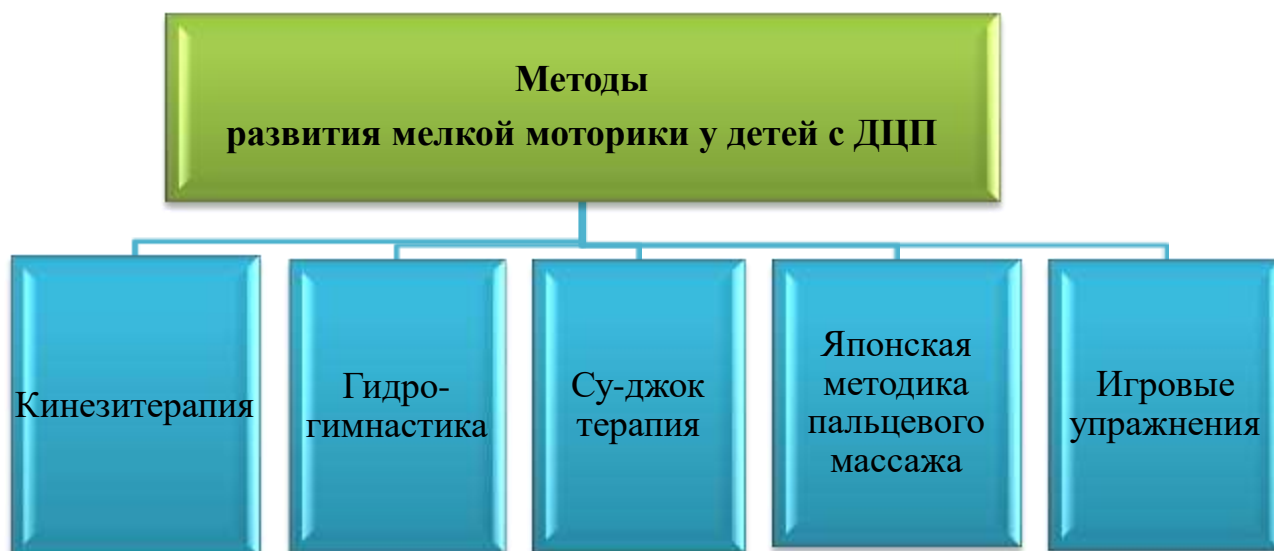 Методы
развития мелкой моторики у детей с ДЦП
Кинезитерапия
Гидро-
гимнастика
Су-джок
терапия
Японская
методика
пальцевого
массажа
Игровые
упражнения